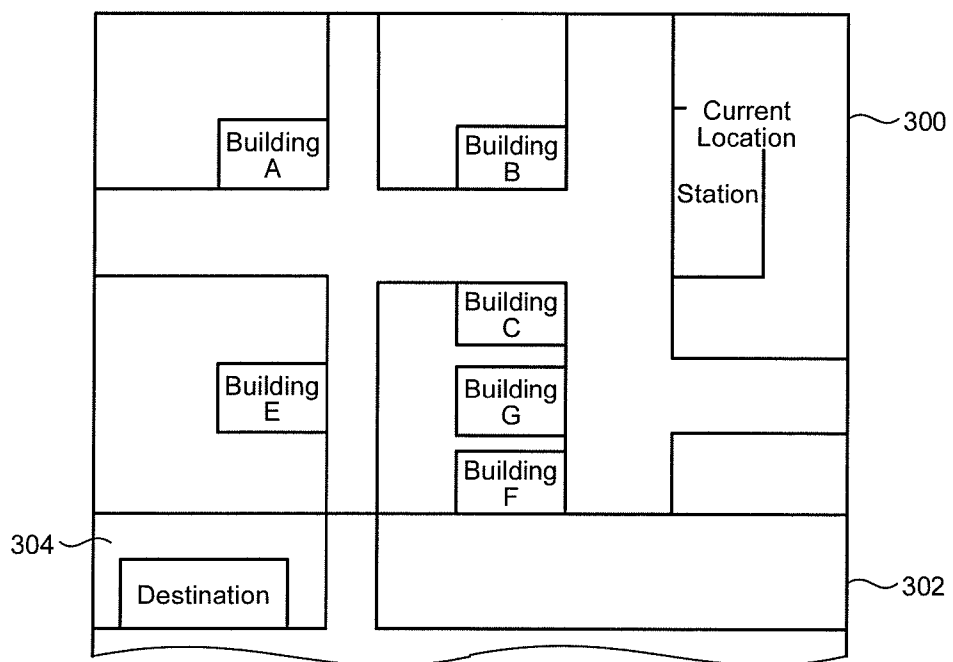 Current
Location
300
Building
A
Building
B
Station
Building
C
Building
E
Building
G
Building
F
304
Destination
302